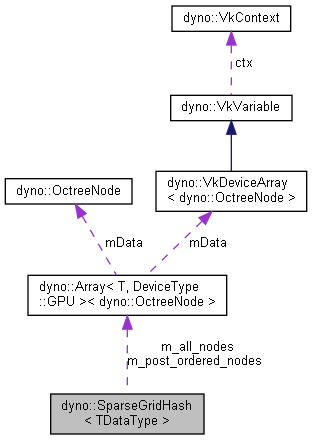 dyno::VkContext
ctx
dyno::VkVariable
dyno::OctreeNode
dyno::VkDeviceArray
< dyno::OctreeNode >
mData
mData
dyno::Array< T, DeviceType
::GPU >< dyno::OctreeNode >
m_all_nodes
m_post_ordered_nodes
dyno::SparseGridHash
< TDataType >